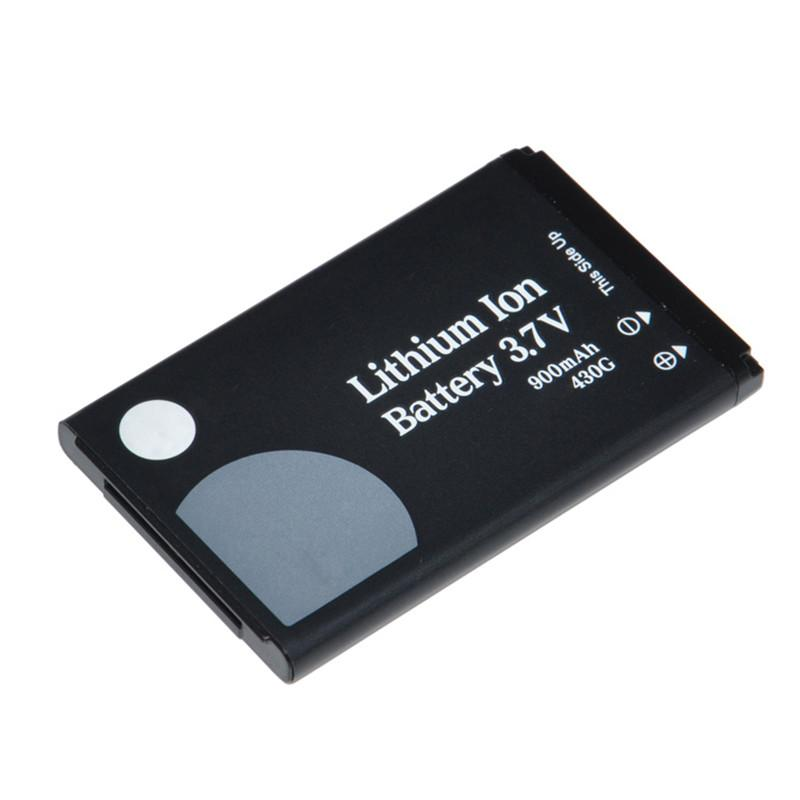 Lithium Ion
Battery 3.7V
900mAh
430G
This Side Up